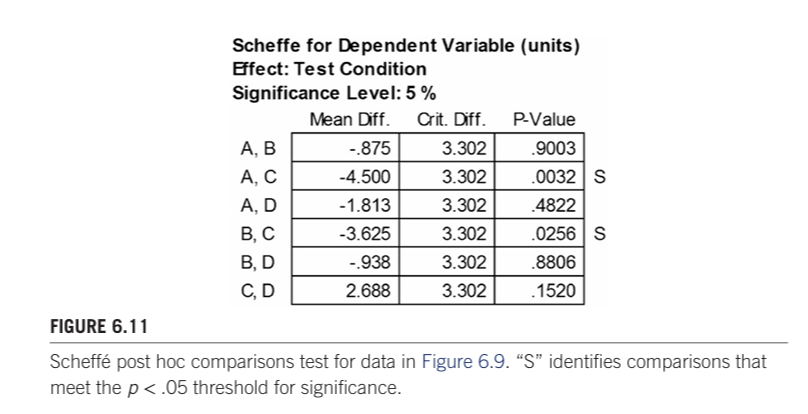 Scheffe for Dependent Variable (units)
Effect: Test Condition
Significance Level: 5 %
Mean Diff. Crit. Diff. P-Value
A, B -.875 3.302 .9003
A, C -4.500 3.302 .0032 S
A, D -1.813 3.302 .4822
B, C -3.625 3.302 .0256 S
B, D -.938 3.302 .8806
C, D 2.688 3.302 .1520
FIGURE 6.11
Scheffé post hoc comparisons test for data in Figure 6.9. “S” identifies comparisons that
meet the p < .05 threshold for significance.